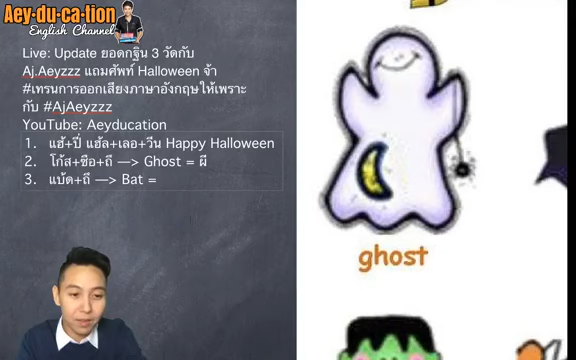 Aey-du-ca-tion
English Channel
Live: Update ยอดกฐิน 3 วัดกับ
Aj.Aeyzzz แถมศัพท์ Halloween จ้า
#เทรนการออกเสียงภาษาอังกฤษให้เพราะ
กับ #AjAeyzzz
YouTube: Aeyducation
1. แฮ้+ปี่ แฮ้ล+เลอ+วีน Happy Halloween
2. โก้ส+ซือ+ถึ —> Ghost = ผี
3. แบ้ด+ถึ —> Bat =
ghost